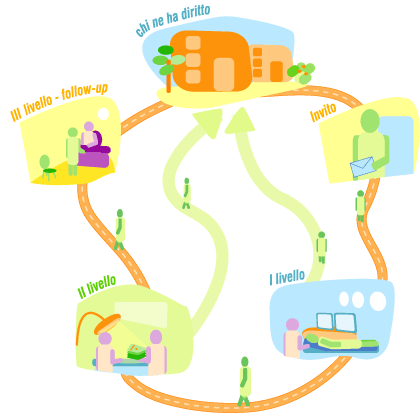 chi ne ha diritto
III livello - follow-up
Invito
II livello
I livello